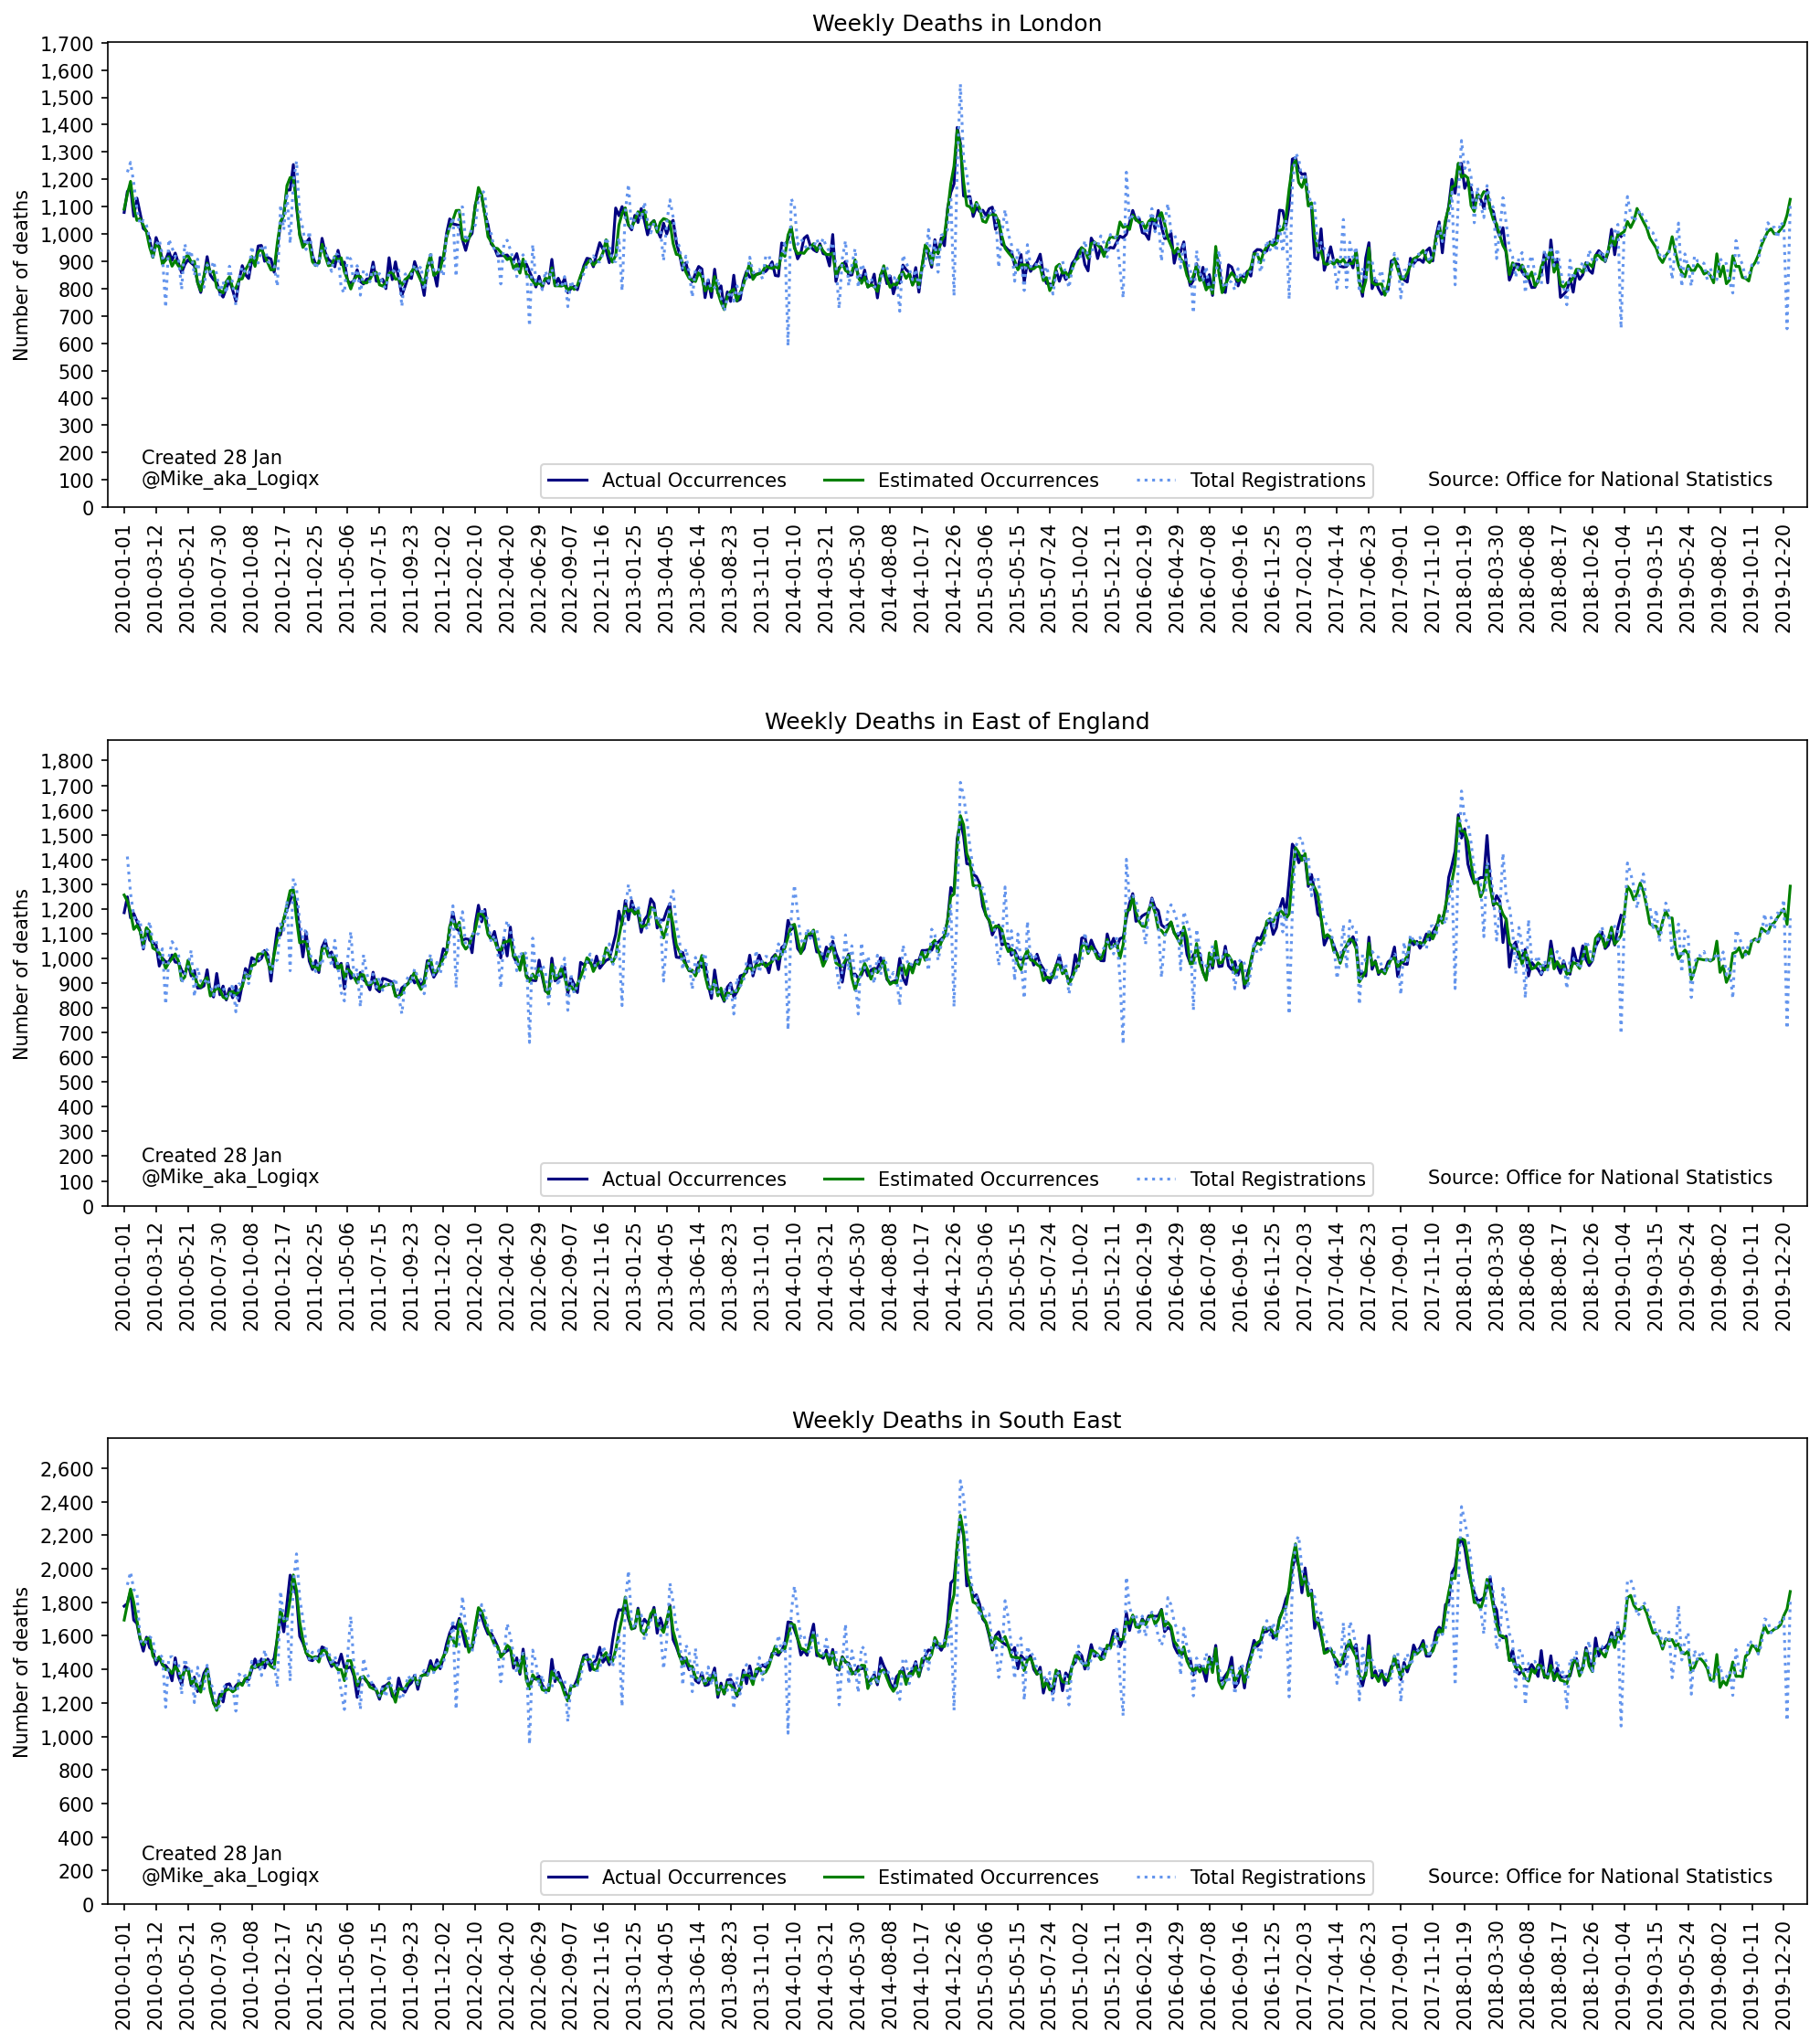 Weekly Deaths in London
Number of deaths
1,700
1,600
1,500
1,400
1,300
1,200
1,100
1,000
900
800
700
600
500
400
300
200
100
0
Created 28 Jan
@Mike_aka_Logiqx
Actual Occurrences Estimated Occurrences Total Registrations
Source: Office for National Statistics
2010-01-01 2010-03-12 2010-05-21 2010-07-30 2010-10-08 2010-12-17 2011-02-25 2011-05-06 2011-07-15 2011-09-23 2011-12-02 2012-02-10 2012-04-20 2012-06-29 2012-09-07 2012-11-16 2013-01-25 2013-04-05 2013-06-14 2013-08-23 2013-11-01 2014-01-10 2014-03-21 2014-05-30 2014-08-08 2014-10-17 2014-12-26 2015-03-06 2015-05-15 2015-07-24 2015-10-02 2015-12-11 2016-02-19 2016-04-29 2016-07-08 2016-09-16 2016-11-25 2017-02-03 2017-04-14 2017-06-23 2017-09-01 2017-11-10 2018-01-19 2018-03-30 2018-06-08 2018-08-17 2018-10-26 2019-01-04 2019-03-15 2019-05-24 2019-08-02 2019-10-11 2019-12-20
Weekly Deaths in East of England
Number of deaths
1,800
1,700
1,600
1,500
1,400
1,300
1,200
1,100
1,000
900
800
700
600
500
400
300
200
100
0
Created 28 Jan
@Mike_aka_Logiqx
Actual Occurrences Estimated Occurrences Total Registrations
Source: Office for National Statistics
2010-01-01 2010-03-12 2010-05-21 2010-07-30 2010-10-08 2010-12-17 2011-02-25 2011-05-06 2011-07-15 2011-09-23 2011-12-02 2012-02-10 2012-04-20 2012-06-29 2012-09-07 2012-11-16 2013-01-25 2013-04-05 2013-06-14 2013-08-23 2013-11-01 2014-01-10 2014-03-21 2014-05-30 2014-08-08 2014-10-17 2014-12-26 2015-03-06 2015-05-15 2015-07-24 2015-10-02 2015-12-11 2016-02-19 2016-04-29 2016-07-08 2016-09-16 2016-11-25 2017-02-03 2017-04-14 2017-06-23 2017-09-01 2017-11-10 2018-01-19 2018-03-30 2018-06-08 2018-08-17 2018-10-26 2019-01-04 2019-03-15 2019-05-24 2019-08-02 2019-10-11 2019-12-20
Weekly Deaths in South East
Number of deaths
2,600
2,400
2,200
2,000
1,800
1,600
1,400
1,200
1,000
800
600
400
200
0
Created 28 Jan
@Mike_aka_Logiqx
Actual Occurrences Estimated Occurrences Total Registrations
Source: Office for National Statistics
2010-01-01 2010-03-12 2010-05-21 2010-07-30 2010-10-08 2010-12-17 2011-02-25 2011-05-06 2011-07-15 2011-09-23 2011-12-02 2012-02-10 2012-04-20 2012-06-29 2012-09-07 2012-11-16 2013-01-25 2013-04-05 2013-06-14 2013-08-23 2013-11-01 2014-01-10 2014-03-21 2014-05-30 2014-08-08 2014-10-17 2014-12-26 2015-03-06 2015-05-15 2015-07-24 2015-10-02 2015-12-11 2016-02-19 2016-04-29 2016-07-08 2016-09-16 2016-11-25 2017-02-03 2017-04-14 2017-06-23 2017-09-01 2017-11-10 2018-01-19 2018-03-30 2018-06-08 2018-08-17 2018-10-26 2019-01-04 2019-03-15 2019-05-24 2019-08-02 2019-10-11 2019-12-20